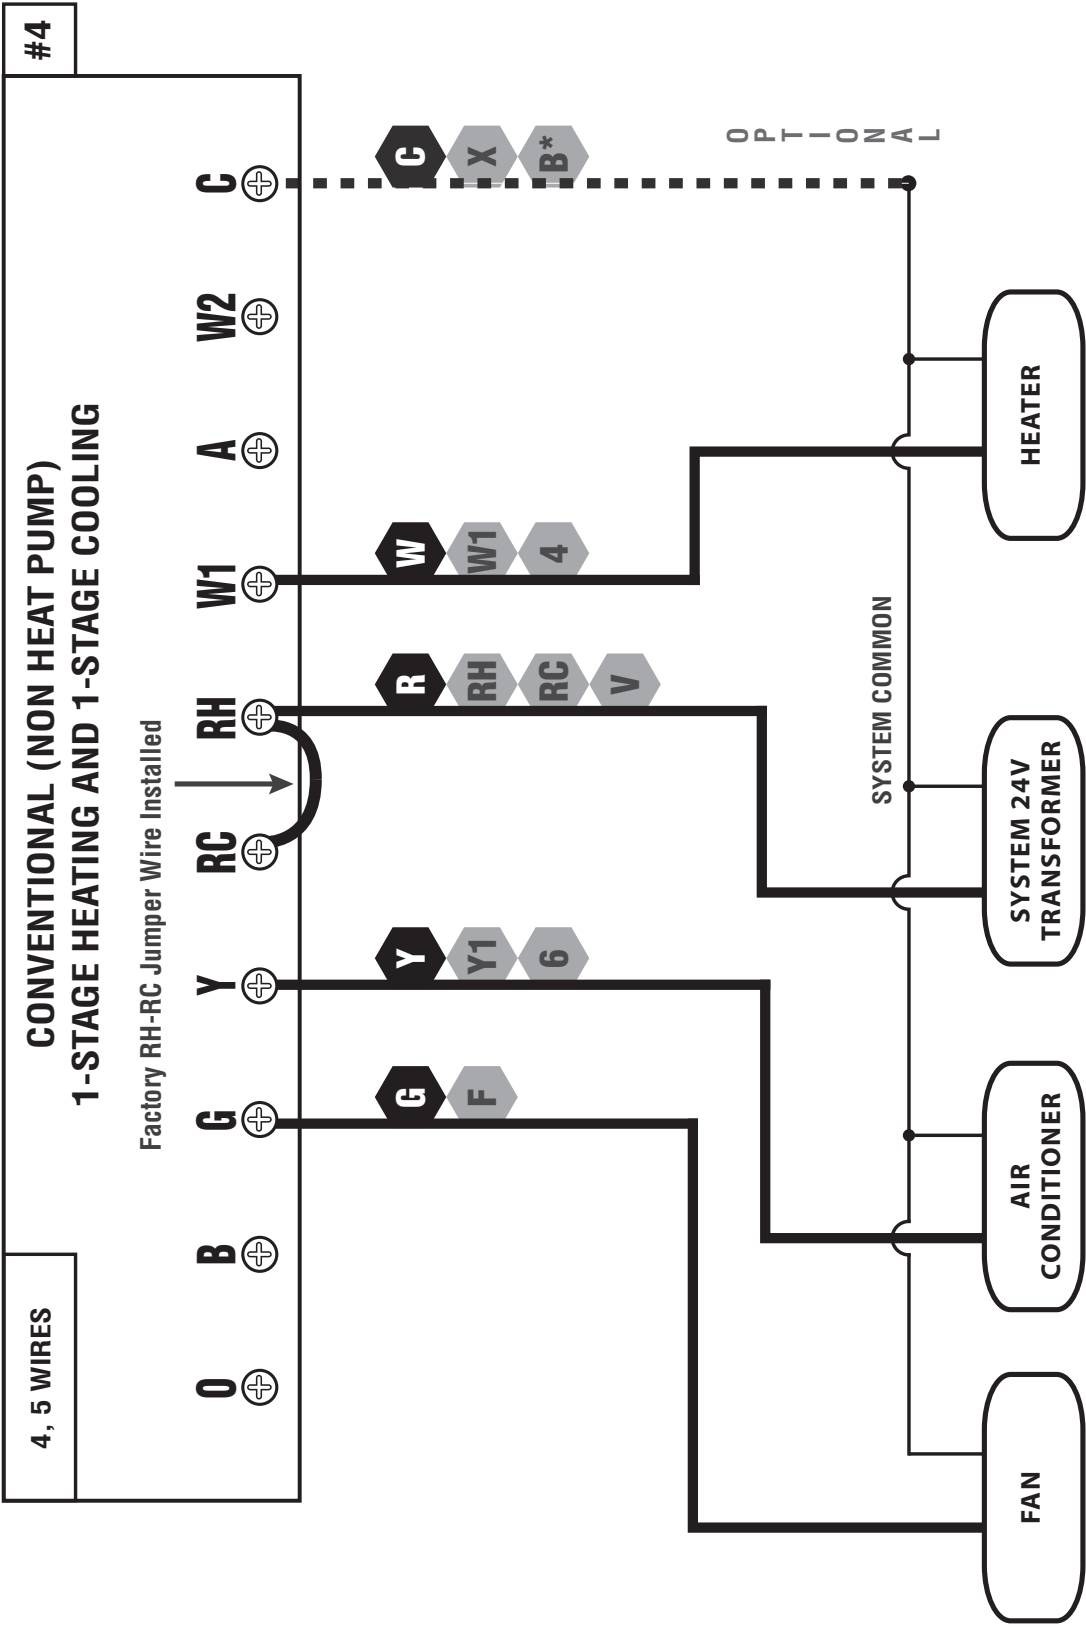 4, 5 WIRES
#4
CONVENTIONAL (NON HEAT PUMP)
1-STAGE HEATING AND 1-STAGE COOLING
Factory RH-RC Jumper Wire Installed
O B G Y RC RH W1 A W2 C
G Y R W C
F Y1 RH W1 X
6 RC 4 B*
V
OPTIONAL
SYSTEM COMMON
FAN
AIR
CONDITIONER
SYSTEM 24V
TRANSFORMER
HEATER